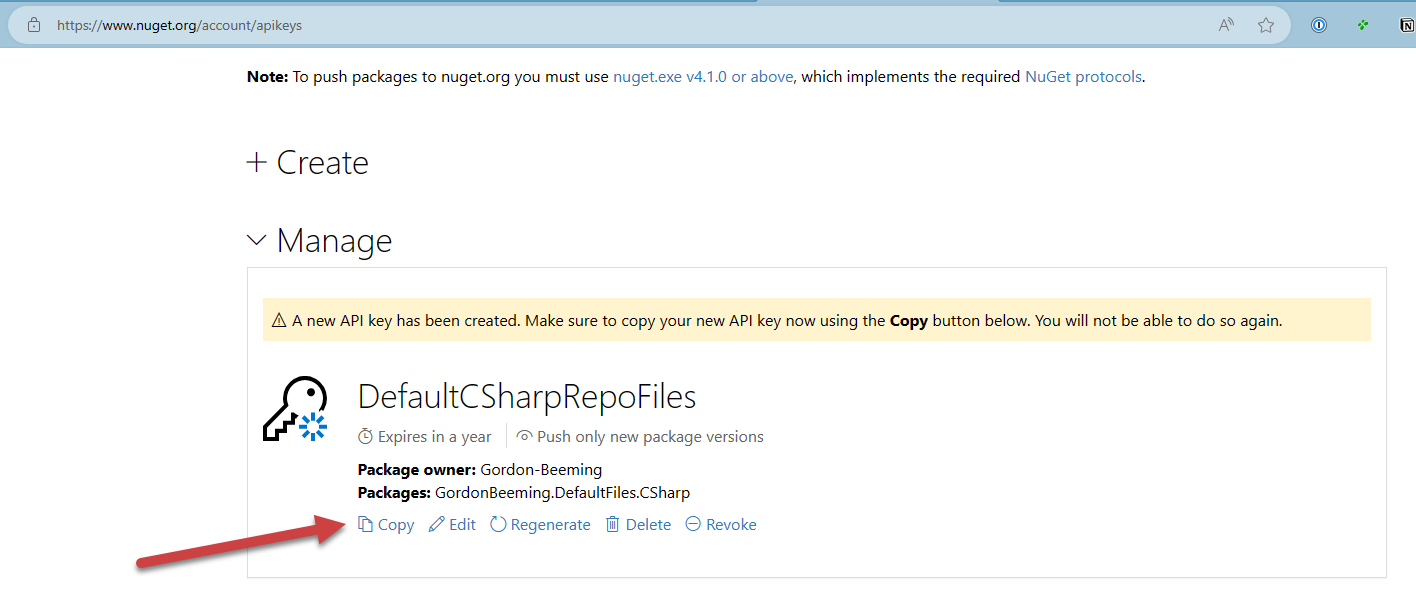 https://www.nuget.org/account/apikeys
Note: To push packages to nuget.org you must use nuget.exe v4.1.0 or above, which implements the required NuGet protocols.
+ Create
Manage
A new API key has been created. Make sure to copy your new API key now using the Copy button below. You will not be able to do so again.
DefaultCSharpRepoFiles
Expires in a year Push only new package versions
Package owner: Gordon-Beeming
Packages: GordonBeeming.DefaultFiles.CSharp
Copy Edit Regenerate Delete Revoke